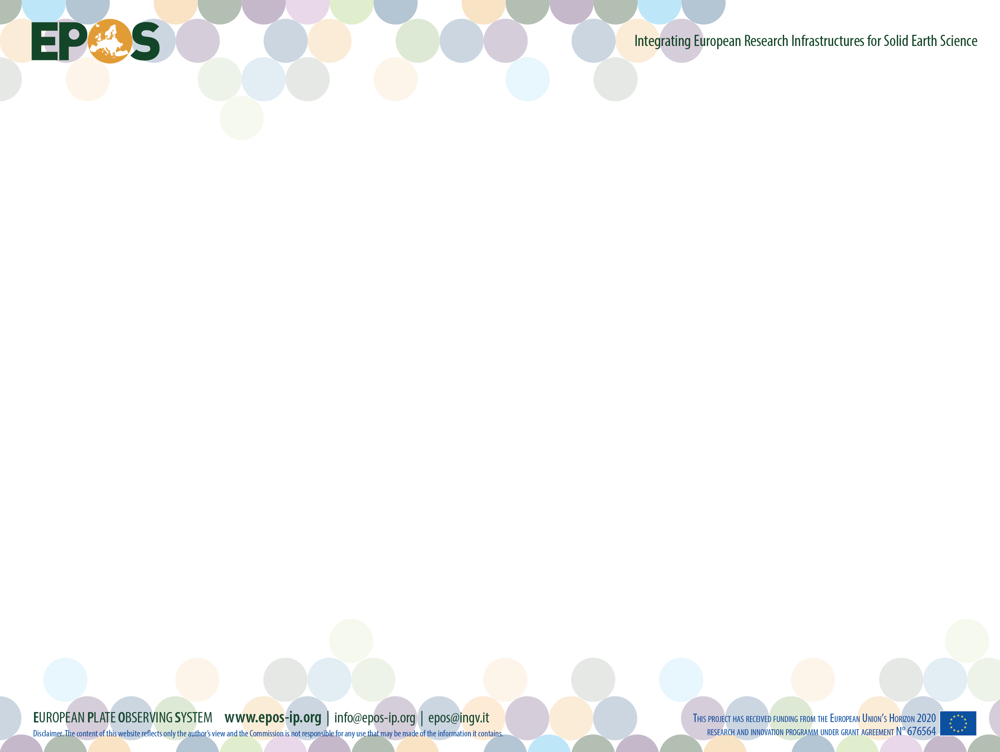 EPOS
Integrating European Research Infrastructures for Solid Earth Science
EUROPEAN PLATE OBSERVING SYSTEM www.epos-ip.org | info@epos-ip.org | epos@ingv.it
Disclaimer. The content of this website reflects only the author's view and the Commission is not responsible for any use that may be made of the information it contains.
This project has received funding from the European Union's Horizon 2020
research and innovation programm under grant agreement N° 676564